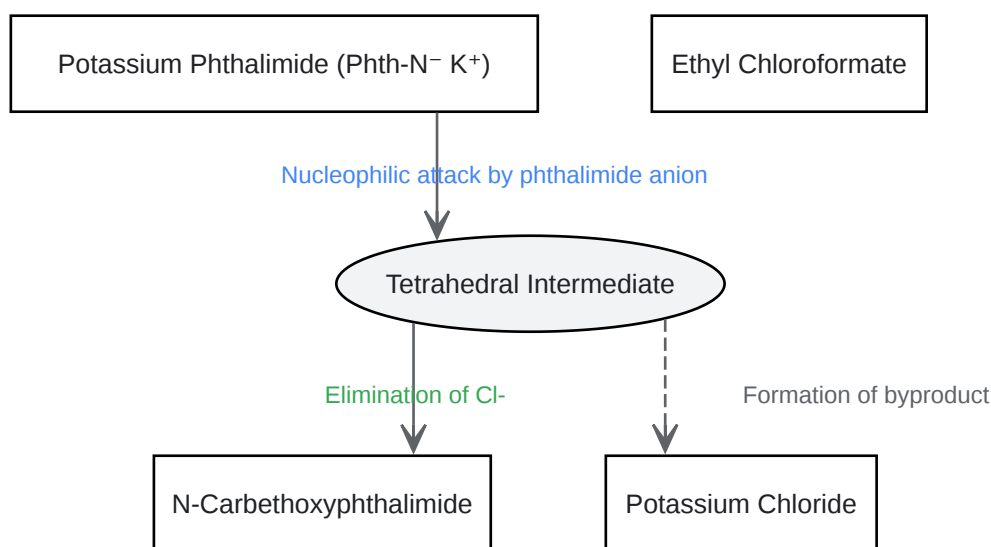 Potassium Phthalimide (Phth-N⁻ K⁺)
Ethyl Chloroformate
Nucleophilic attack by phthalimide anion
Tetrahedral Intermediate
Elimination of Cl-
Formation of byproduct
N-Carbethoxyphthalimide
Potassium Chloride